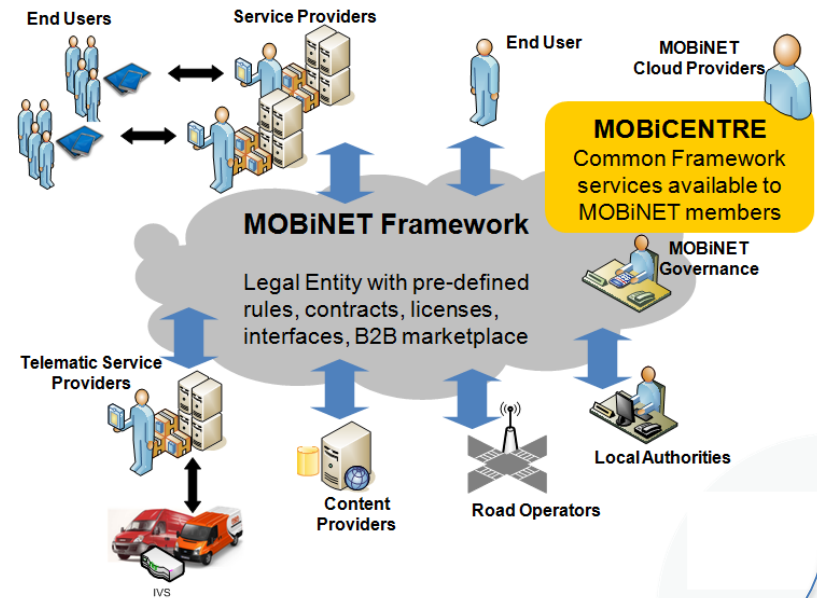 End Users
Service Providers
End User
MOBiNET
Cloud Providers
MOBiCENTRE
Common Framework
services available to
MOBiNET members
MOBiNET Framework
Legal Entity with pre-defined
rules, contracts, licenses,
interfaces, B2B marketplace
MOBiNET
Governance
Telematic Service
Providers
IVS
Content
Providers
Road Operators
Local Authorities